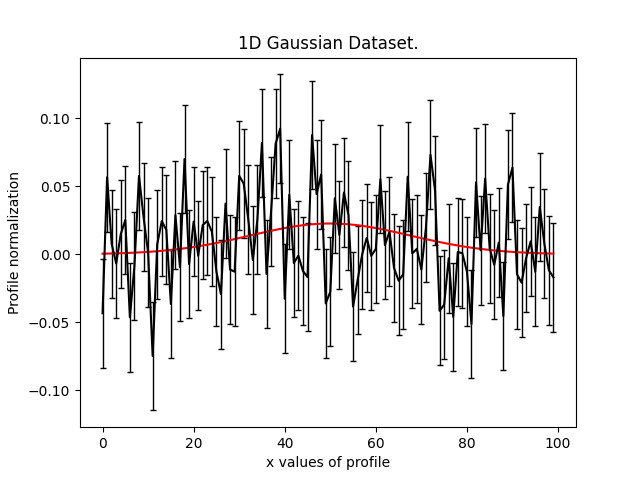 1D Gaussian Dataset.
Profile normalization
0.10
0.05
0.00
−0.05
−0.10
0 20 40 60 80 100
x values of profile